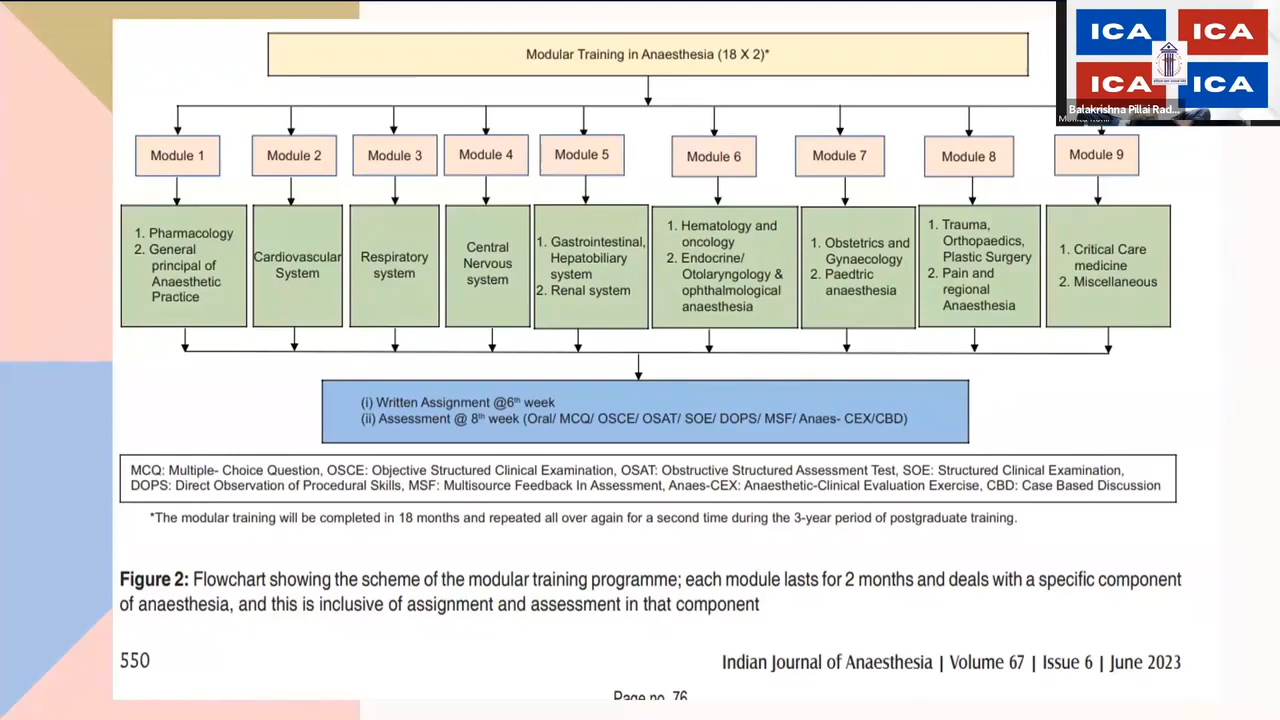 Modular Training in Anaesthesia (18 X 2)*
ICA ICA
ICA ICA
Balakrishna Pillai Rad...
Module 1
Module 2
Module 3
Module 4
Module 5
Module 6
Module 7
Module 8
Module 9
1. Pharmacology
2. General
principal of
Anaesthetic
Practice
Cardiovascular
System
Respiratory
system
Central
Nervous
system
1. Gastrointestinal,
Hepatobiliary
system
2. Renal system
1. Hematology and
oncology
2. Endocrine/
Otolaryngology &
ophthalmological
anaesthesia
1. Obstetrics and
Gynaecology
2. Paedtric
anaesthesia
1. Trauma,
Orthopaedics,
Plastic Surgery
2. Pain and
regional
Anaesthesia
1. Critical Care
medicine
2. Miscellaneous
(i) Written Assignment @6th week
(ii) Assessment @ 8th week (Oral/ MCQ/ OSCE/ OSAT/ SOE/ DOPS/ MSF/ Anaes- CEX/CBD)
MCQ: Multiple- Choice Question, OSCE: Objective Structured Clinical Examination, OSAT: Obstructive Structured Assessment Test, SOE: Structured Clinical Examination,
DOPS: Direct Observation of Procedural Skills, MSF: Multisource Feedback In Assessment, Anaes-CEX: Anaesthetic-Clinical Evaluation Exercise, CBD: Case Based Discussion
*The modular training will be completed in 18 months and repeated all over again for a second time during the 3-year period of postgraduate training.
Figure 2: Flowchart showing the scheme of the modular training programme; each module lasts for 2 months and deals with a specific component
of anaesthesia, and this is inclusive of assignment and assessment in that component
550
Indian Journal of Anaesthesia | Volume 67 | Issue 6 | June 2023
Page no. 76